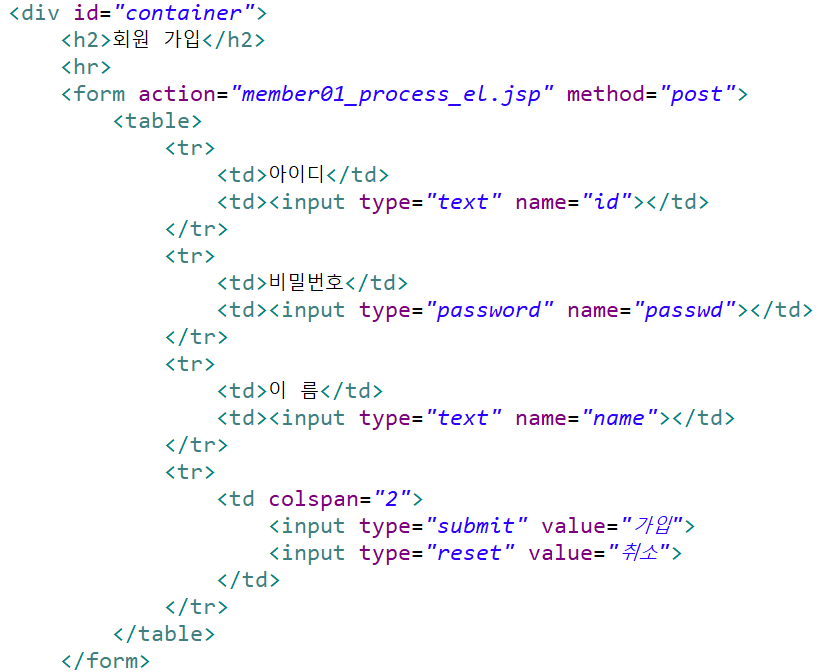 <div id="container">
<h2>회원 가입</h2>
<hr>
<form action="member01_process_el.jsp" method="post">
<table>
<tr>
<td>아이디</td>
<td><input type="text" name="id"></td>
</tr>
<tr>
<td>비밀번호</td>
<td><input type="password" name="passwd"></td>
</tr>
<tr>
<td>이 름</td>
<td><input type="text" name="name"></td>
</tr>
<tr>
<td colspan="2">
<input type="submit" value="가입">
<input type="reset" value="취소">
</td>
</tr>
</table>
</form>